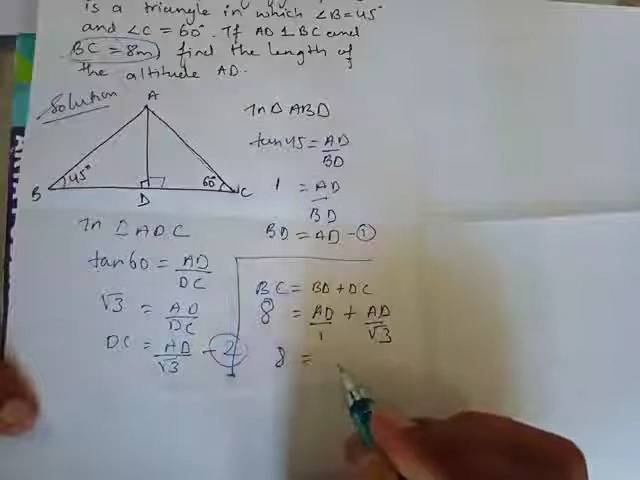 is a triangle in which ∠B=45°
and ∠C = 60°. If AD ⊥ BC and
BC = 8m, find the length of
the altitude AD.
Solution
A
45°
60°
B
D
C
In Δ ABD
tan45 = AD/BD
1 = AD/BD
BD = AD - ①
In Δ ADC
tan60 = AD/DC
√3 = AD/DC
DC = AD/√3 - ②
BC = BD + DC
8 = AD/1 + AD/√3
8 =